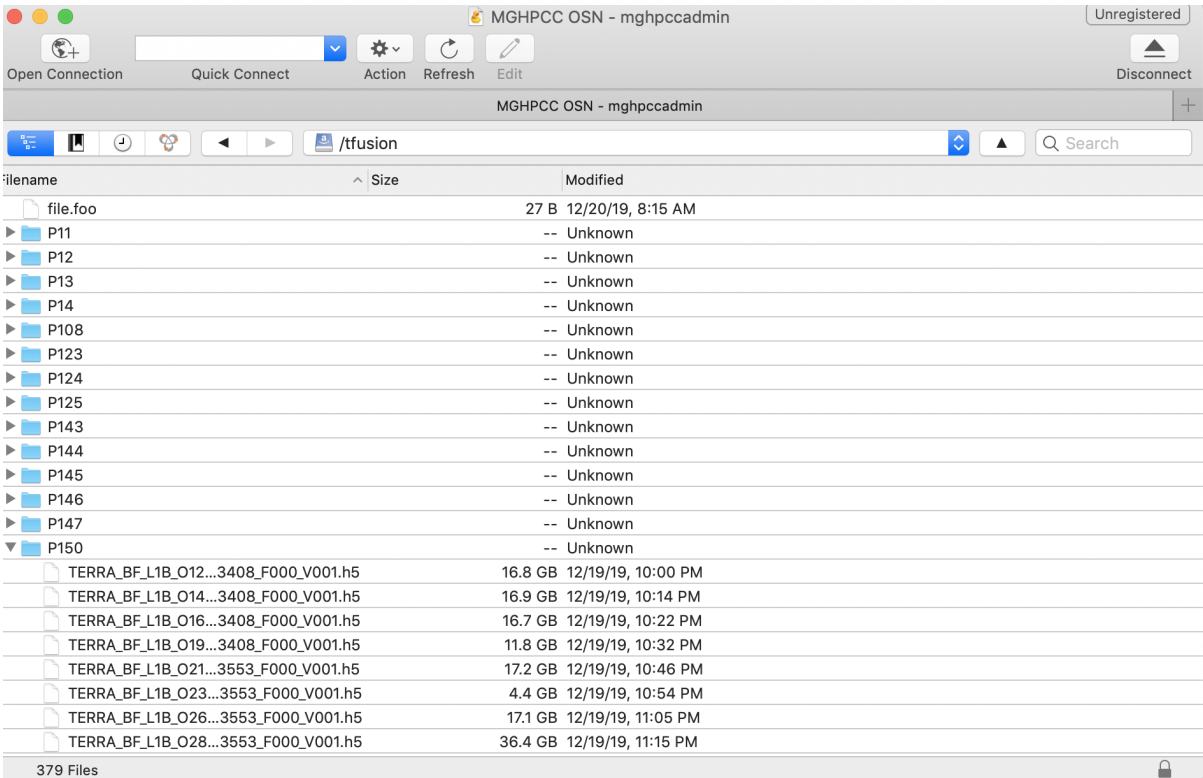 MGHPCC OSN - mghpccadmin
Unregistered
Open Connection Quick Connect Action Refresh Edit Disconnect
MGHPCC OSN - mghpccadmin
/tfusion Search
Filename Size Modified
file.foo 27 B 12/20/19, 8:15 AM
P11 -- Unknown
P12 -- Unknown
P13 -- Unknown
P14 -- Unknown
P108 -- Unknown
P123 -- Unknown
P124 -- Unknown
P125 -- Unknown
P143 -- Unknown
P144 -- Unknown
P145 -- Unknown
P146 -- Unknown
P147 -- Unknown
P150 -- Unknown
TERRA_BF_L1B_O12...3408_F000_V001.h5 16.8 GB 12/19/19, 10:00 PM
TERRA_BF_L1B_O14...3408_F000_V001.h5 16.9 GB 12/19/19, 10:14 PM
TERRA_BF_L1B_O16...3408_F000_V001.h5 16.7 GB 12/19/19, 10:22 PM
TERRA_BF_L1B_O19...3408_F000_V001.h5 11.8 GB 12/19/19, 10:32 PM
TERRA_BF_L1B_O21...3553_F000_V001.h5 17.2 GB 12/19/19, 10:46 PM
TERRA_BF_L1B_O23...3553_F000_V001.h5 4.4 GB 12/19/19, 10:54 PM
TERRA_BF_L1B_O26...3553_F000_V001.h5 17.1 GB 12/19/19, 11:05 PM
TERRA_BF_L1B_O28...3553_F000_V001.h5 36.4 GB 12/19/19, 11:15 PM
379 Files